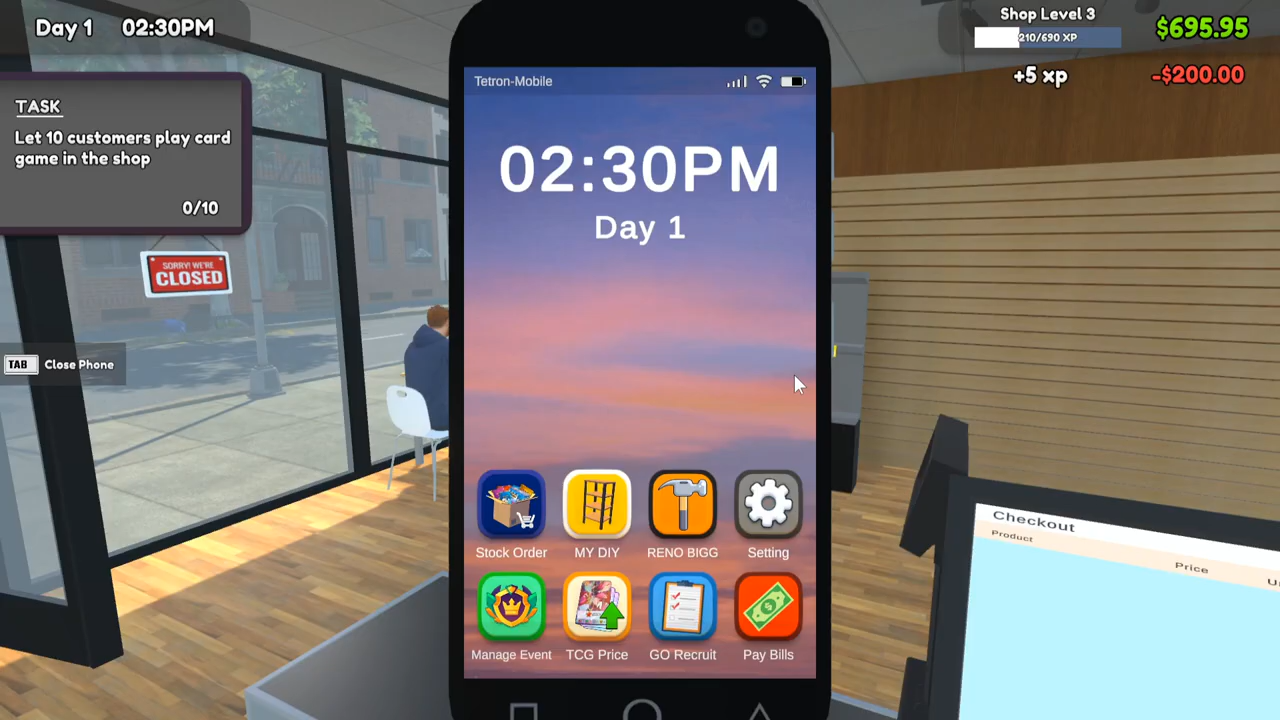 Day 1 02:30PM
Shop Level 3
210/690 XP
$695.95
+5 xp
-$200.00
TASK
Let 10 customers play card
game in the shop
0/10
SORRY! WE'RE
CLOSED
TAB Close Phone
Tetron-Mobile
02:30PM
Day 1
Stock Order MY DIY RENO BIGG Setting
Manage Event TCG Price GO Recruit Pay Bills
Checkout
Product
Price
U